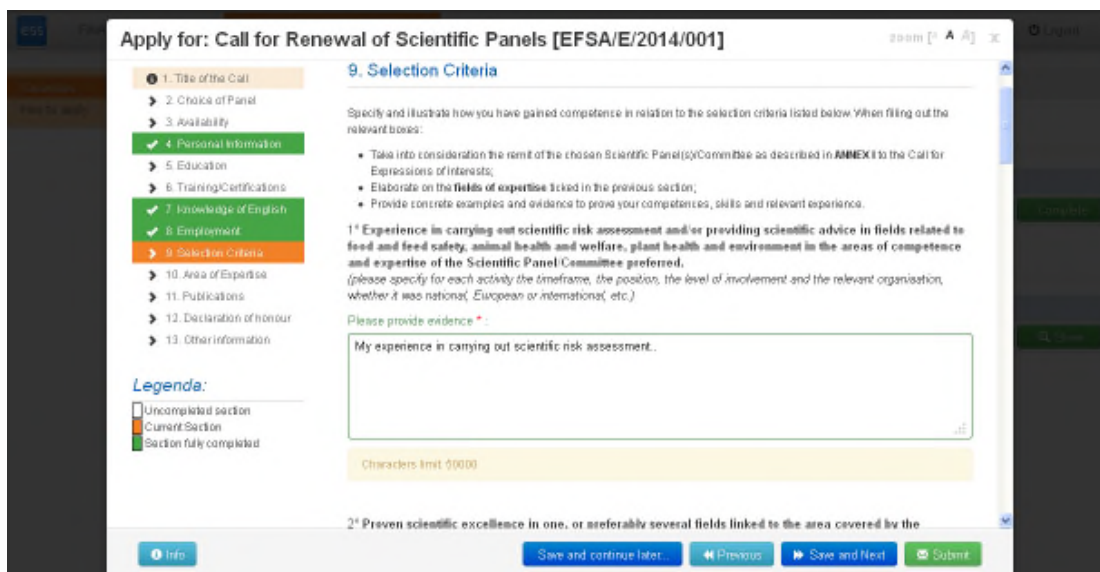 ess
Logout
Apply for: Call for Renewal of Scientific Panels [EFSA/E/2014/001]
zoom [A A A] x
1. Title of the Call
2. Choice of Panel
3. Availability
4. Personal Information
5. Education
6. Training/Certifications
7. Knowledge of English
8. Employment
9. Selection Criteria
10. Area of Expertise
11. Publications
12. Declaration of honour
13. Other information
Legenda:
Uncompleted section
Current Section
Section fully completed
9. Selection Criteria
Specify and illustrate how you have gained competence in relation to the selection criteria listed below. When filling out the
relevant boxes:
Take into consideration the remit of the chosen Scientific Panel(s)/Committee as described in ANNEX I to the Call for
Expressions of interests;
Elaborate on the fields of expertise ticked in the previous section;
Provide concrete examples and evidence to prove your competences, skills and relevant experience.
1° Experience in carrying out scientific risk assessment and/or providing scientific advice in fields related to
food and feed safety, animal health and welfare, plant health and environment in the areas of competence
and expertise of the Scientific Panel/Committee preferred.
(please specify for each activity the timeframe, the position, the level of involvement and the relevant organisation,
whether it was national, European or international, etc.)
Please provide evidence * :
My experience in carrying out scientific risk assessment..
Characters limit:
2° Proven scientific excellence in one, or preferably several fields linked to the area covered by the
Info
Save and continue later...
Previous
Save and Next
Submit